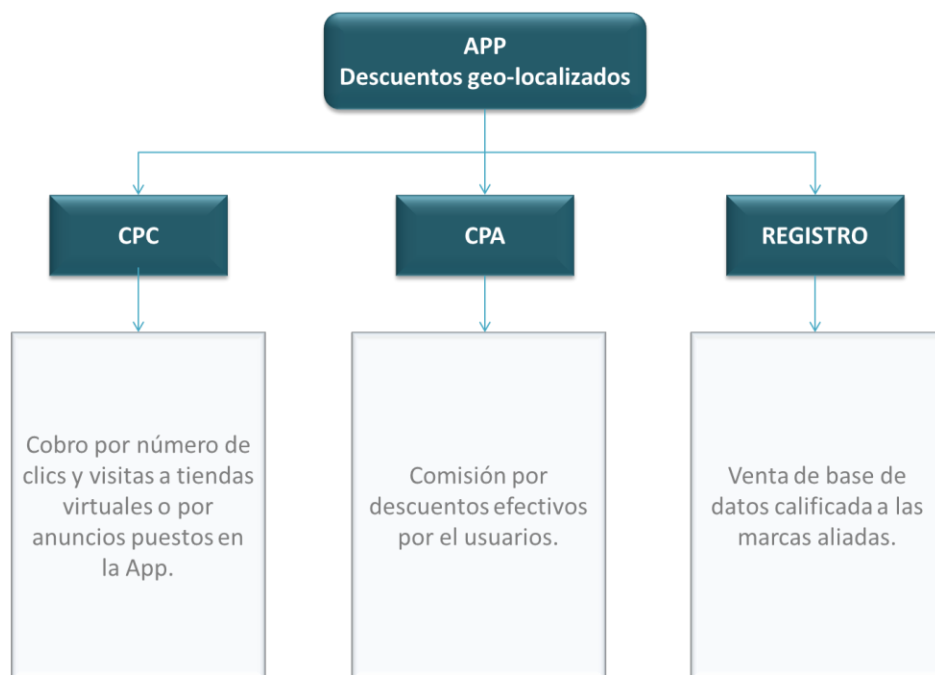 APP
Descuentos geo-localizados
CPC
CPA
REGISTRO
Cobro por número de
clics y visitas a tiendas
virtuales o por
anuncios puestos en
la App.
Comisión por
descuentos efectivos
por el usuarios.
Venta de base de
datos calificada a las
marcas aliadas.